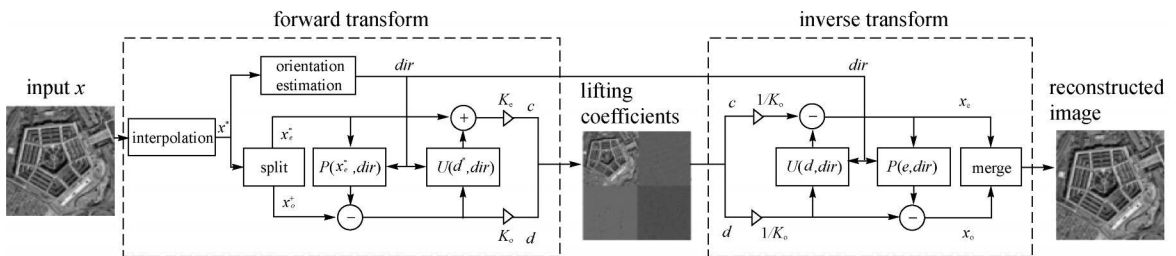 forward transform
inverse transform
input x
interpolation
x*
orientation
estimation
dir
split
x*e
x*o
P(x*e,dir)
U(d*,dir)
+
−
Ke
c
Ko
d
lifting
coefficients
c
1/Ko
d
1/Ko
−
U(d,dir)
dir
P(e,dir)
−
xe
xo
merge
reconstructed
image